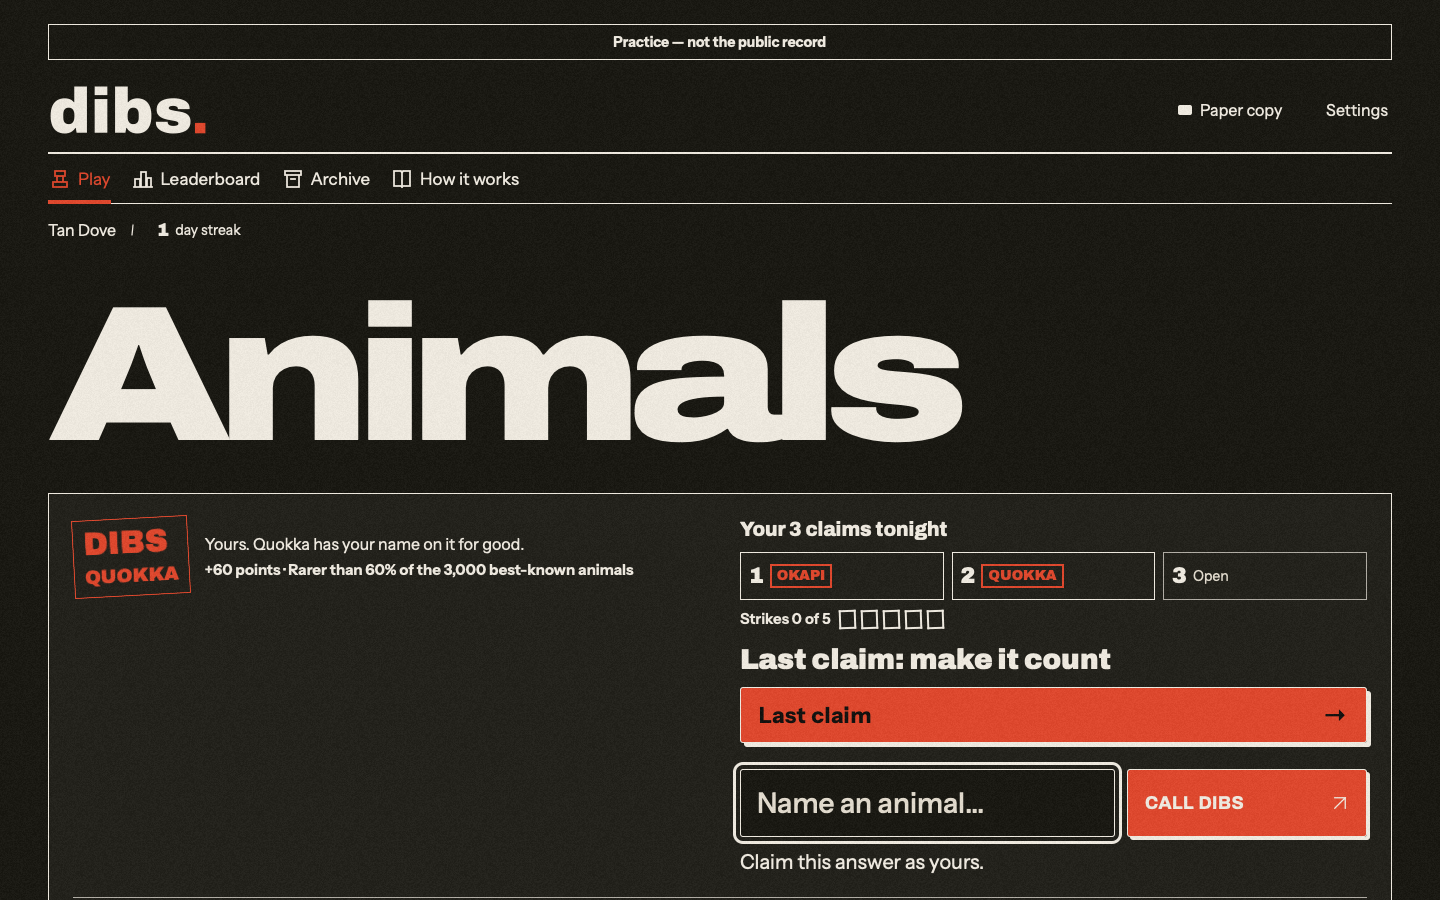 Practice — not the public record
dibs.
Paper copy
Settings
Play
Leaderboard
Archive
How it works
Tan Dove / 1 day streak
Animals
DIBS
QUOKKA
Yours. Quokka has your name on it for good.
+60 points · Rarer than 60% of the 3,000 best-known animals
Your 3 claims tonight
1 OKAPI
2 QUOKKA
3 Open
Strikes 0 of 5
Last claim: make it count
Last claim →
Name an animal...
CALL DIBS
Claim this answer as yours.